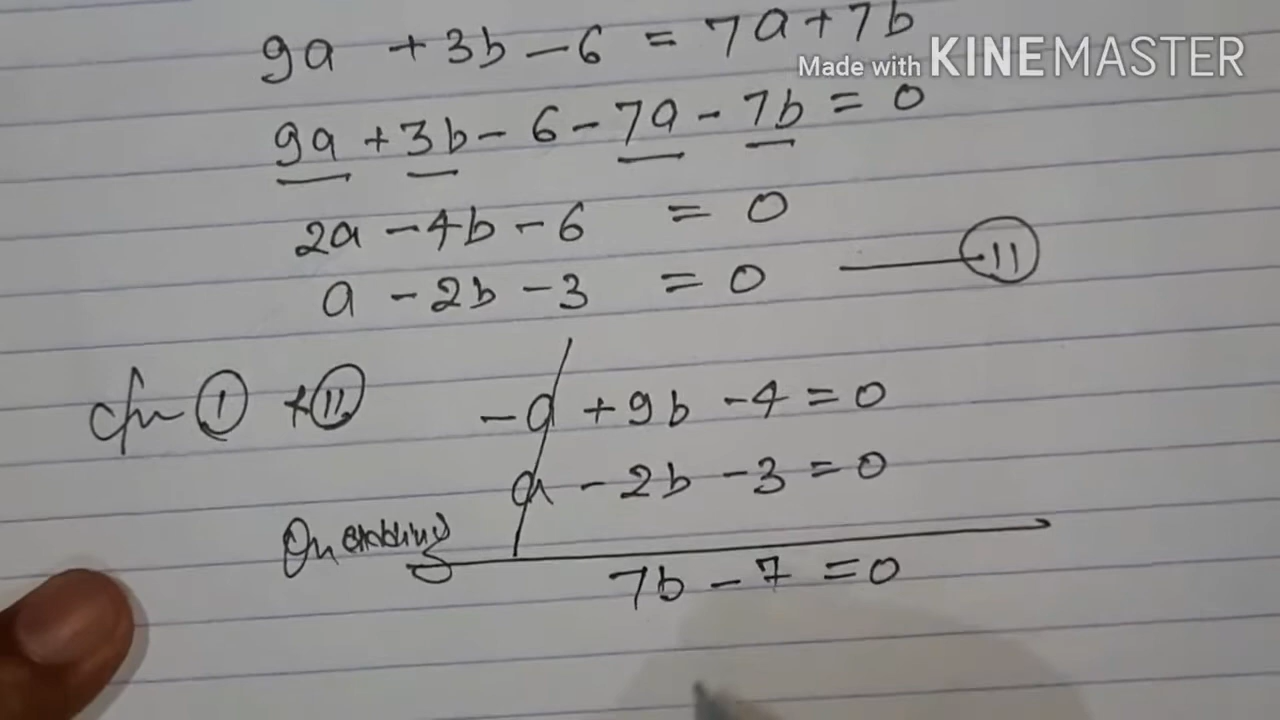 9a + 3b - 6 = 7a + 7b
Made with KINEMASTER
9a + 3b - 6 - 7a - 7b = 0
2a - 4b - 6 = 0
a - 2b - 3 = 0 — II
I + II -a + 9b - 4 = 0
a - 2b - 3 = 0
On adding
7b - 7 = 0